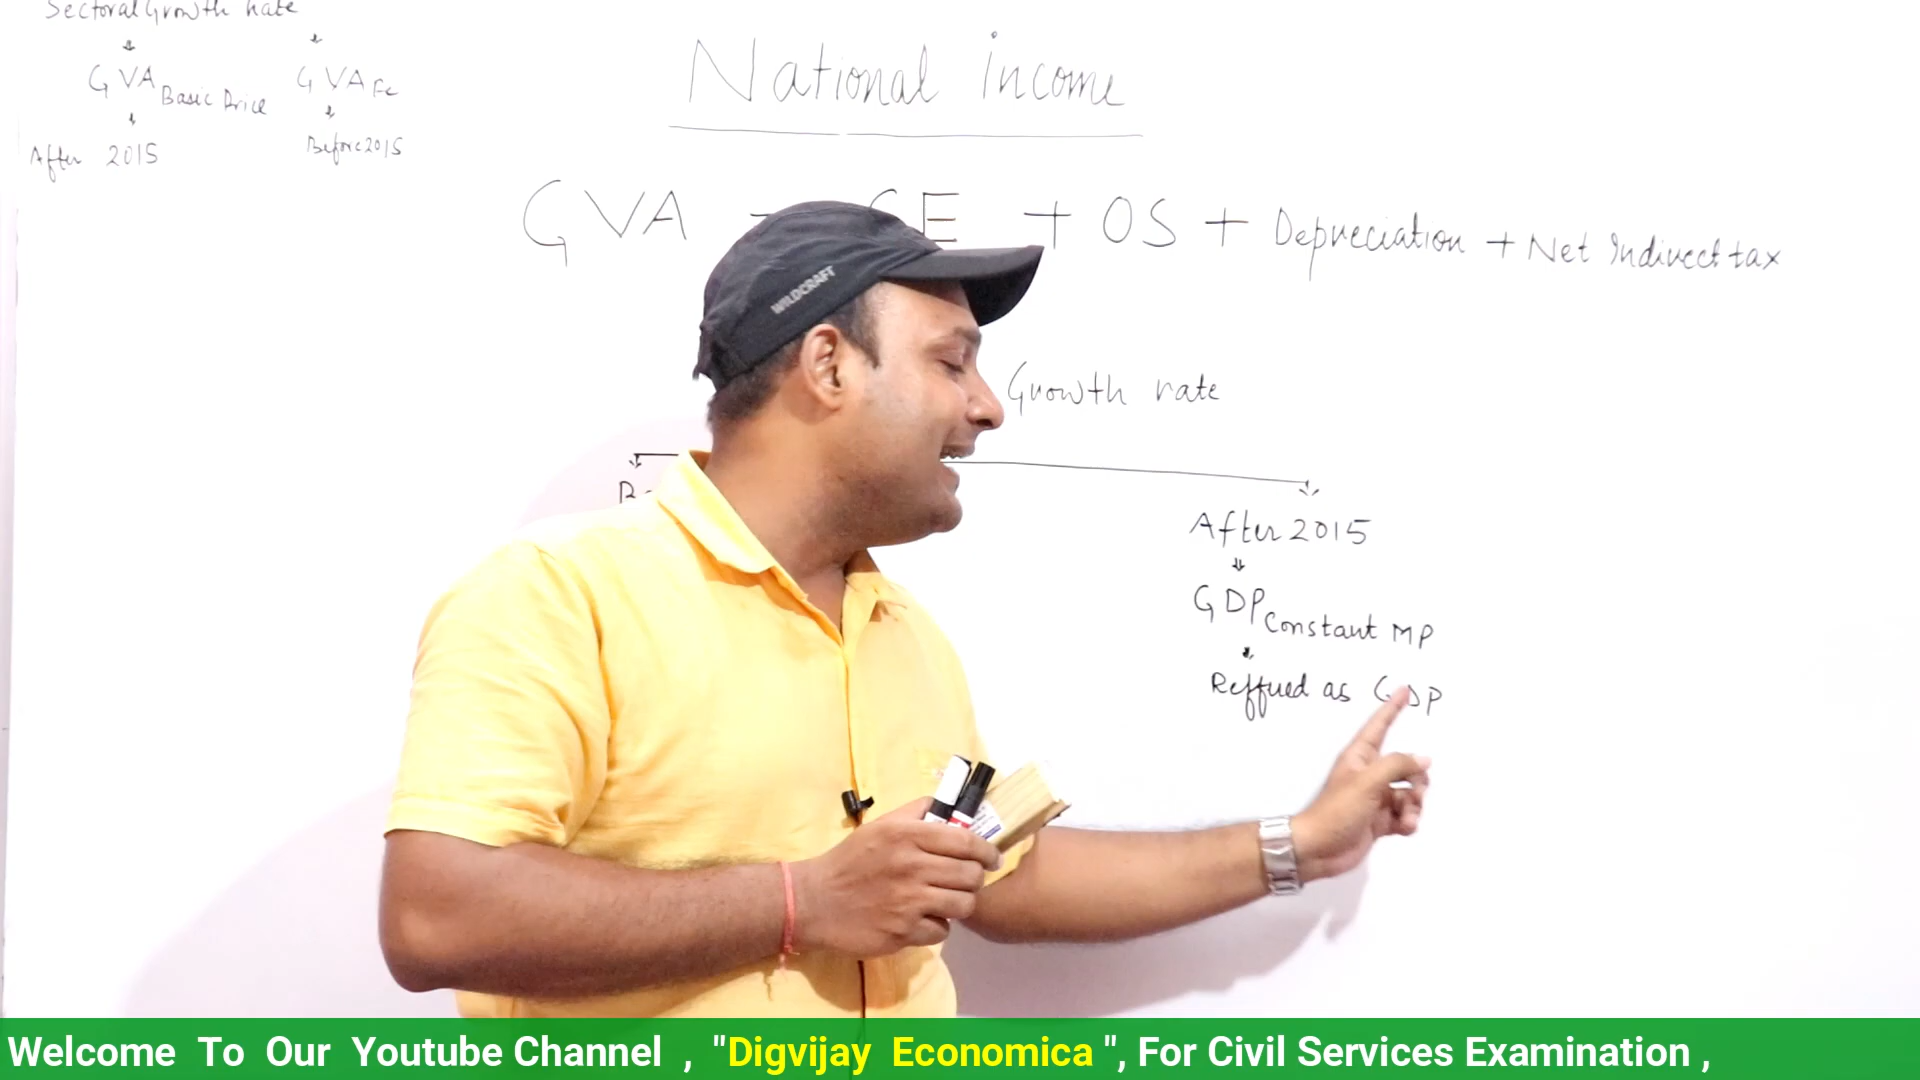 Sectoral Growth Rate
GVA Basic Price GVA Fc
After 2015 Before 2015
National Income
GVA CE + OS + Depreciation + Net Indirect tax
WILDCRAFT
Growth rate
After 2015
GDP Constant MP
Reffued as GDP
Welcome To Our Youtube Channel , "Digvijay Economica ", For Civil Services Examination ,